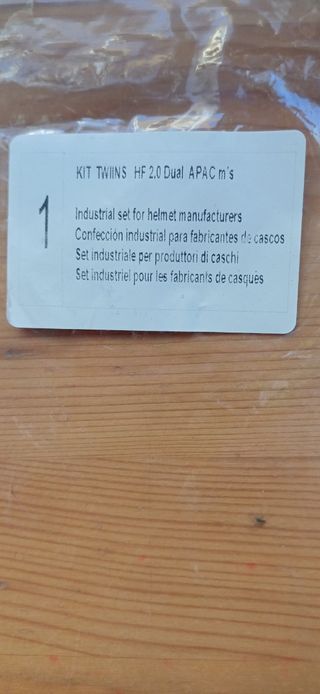 KIT TWIINS HF 2.0 Dual APAC m's
1
Industrial set for helmet manufacturers
Confección industrial para fabricantes de cascos
Set industriale per produttori di caschi
Set industriel pour les fabricants de casques